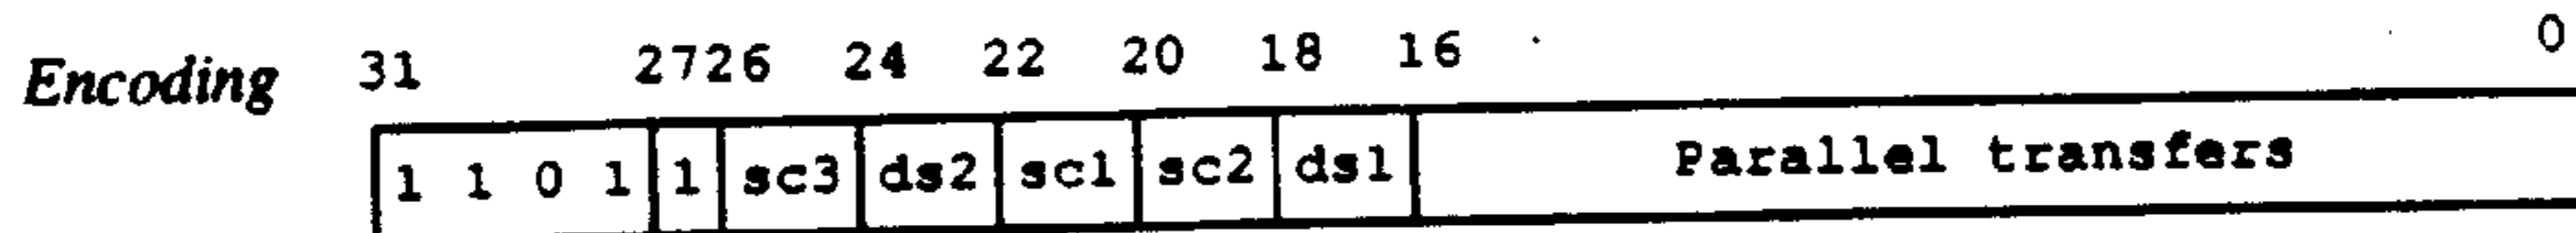 Encoding 31 2726 24 22 20 18 16 0
1 1 0 1 1 sc3 ds2 sc1 sc2 ds1 Parallel transfers